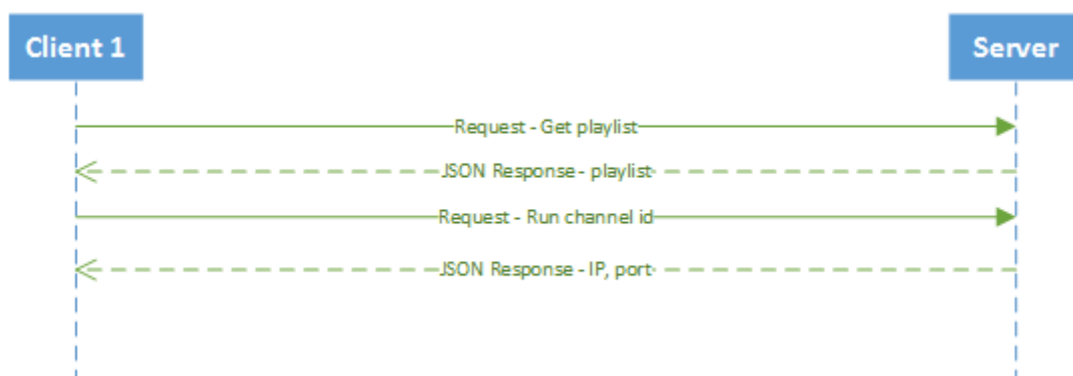 Client 1
Server
Request - Get playlist
JSON Response - playlist
Request - Run channel id
JSON Response - IP, port